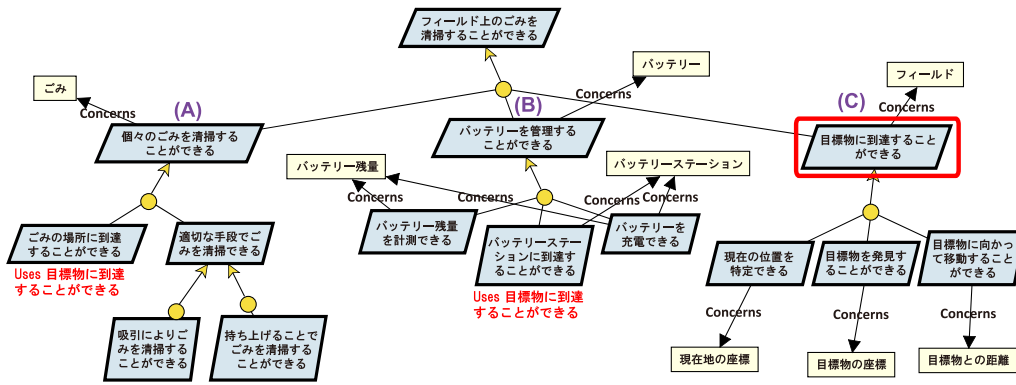 フィールド上のごみを
清掃することができる
ごみ
Concerns
(A)
個々のごみを清掃する
ことができる
(B)
バッテリー
Concerns
バッテリーを管理する
ことができる
フィールド
Concerns
(C)
目標物に到達すること
ができる
バッテリー残量
Concerns
Concerns
バッテリーステーション
Concerns
Concerns
ごみの場所に到達
することができる
Uses 目標物に到達
することができる
適切な手段でご
みを清掃できる
バッテリー残量
を計測できる
バッテリーステー
ションに到達す
ることができる
Uses 目標物に到達
することができる
バッテリーを
充電できる
現在の位置を
特定できる
目標物を発見す
ることができる
目標物に向かっ
て移動すること
ができる
吸引によりご
みを清掃する
ことができる
持ち上げることで
ごみを清掃する
ことができる
Concerns
Concerns
Concerns
現在地の座標
目標物の座標
目標物との距離